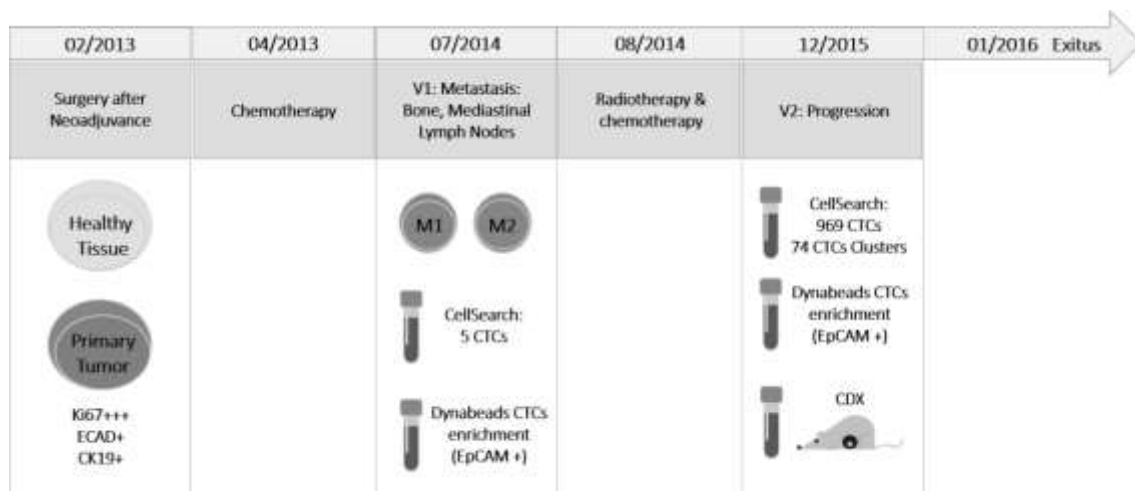 02/2013
04/2013
07/2014
08/2014
12/2015
01/2016 Exitus
Surgery after
Neoadjuvance
Chemotherapy
V1: Metastasis:
Bone, Mediastinal
Lymph Nodes
Radiotherapy &
chemotherapy
V2: Progression
Healthy
Tissue
Primary
Tumor
Ki67+++
ECAD+
CK19+
M1
M2
CellSearch:
5 CTCs
Dynabeads CTCs
enrichment
(EpCAM +)
CellSearch:
969 CTCs
74 CTCs Clusters
Dynabeads CTCs
enrichment
(EpCAM +)
CDX